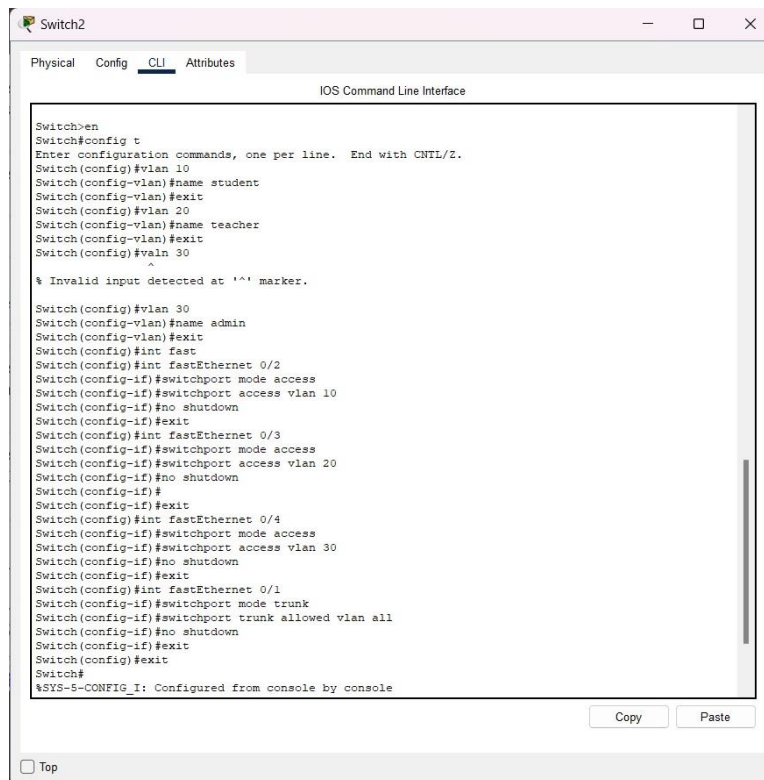 Switch2
Physical Config CLI Attributes
IOS Command Line Interface
Switch>en
Switch#config t
Enter configuration commands, one per line.  End with CNTL/Z.
Switch(config)#vlan 10
Switch(config-vlan)#name student
Switch(config-vlan)#exit
Switch(config)#vlan 20
Switch(config-vlan)#name teacher
Switch(config-vlan)#exit
Switch(config)#valn 30
^
% Invalid input detected at '^' marker.
Switch(config)#vlan 30
Switch(config-vlan)#name admin
Switch(config-vlan)#exit
Switch(config)#int fast
Switch(config)#int fastEthernet 0/2
Switch(config-if)#switchport mode access
Switch(config-if)#switchport access vlan 10
Switch(config-if)#no shutdown
Switch(config-if)#exit
Switch(config)#int fastEthernet 0/3
Switch(config-if)#switchport mode access
Switch(config-if)#switchport access vlan 20
Switch(config-if)#no shutdown
Switch(config-if)#
Switch(config-if)#exit
Switch(config)#int fastEthernet 0/4
Switch(config-if)#switchport mode access
Switch(config-if)#switchport access vlan 30
Switch(config-if)#no shutdown
Switch(config-if)#exit
Switch(config)#int fastEthernet 0/1
Switch(config-if)#switchport mode trunk
Switch(config-if)#switchport trunk allowed vlan all
Switch(config-if)#no shutdown
Switch(config-if)#exit
Switch(config)#exit
Switch#
%SYS-5-CONFIG_I: Configured from console by console
Copy Paste
Top